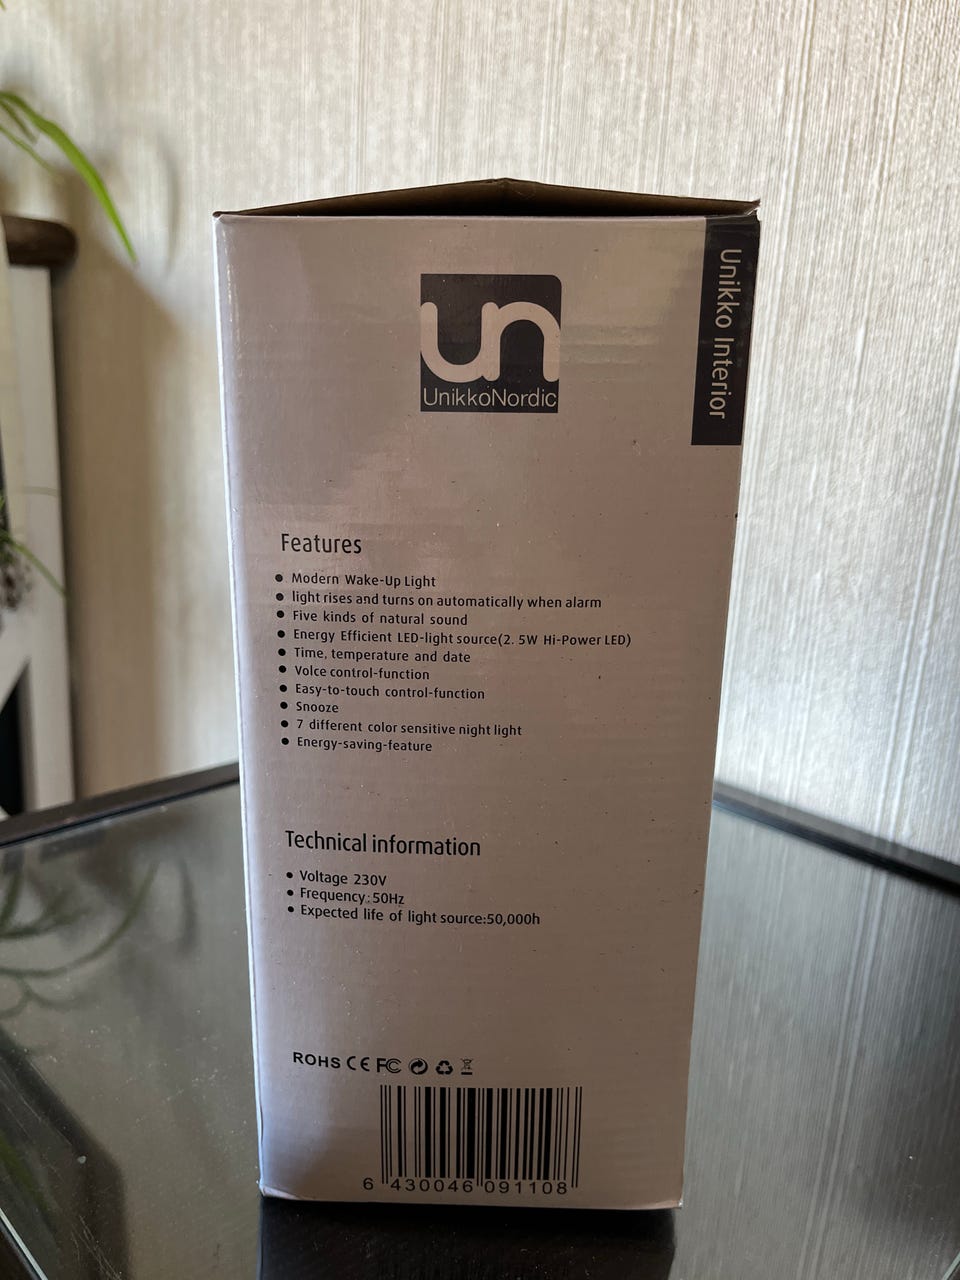 un
UnikkoNordic
Unikko Interior
Features
• Modern Wake-Up Light
• light rises and turns on automatically when alarm
• Five kinds of natural sound
• Energy Efficient LED-light source(2. 5W Hi-Power LED)
• Time, temperature and date
• Volce control-function
• Easy-to-touch control-function
• Snooze
• 7 different color sensitive night light
• Energy-saving-feature
Technical information
• Voltage 230V
• Frequency: 50Hz
• Expected life of light source:50,000h
ROHS CE FC
6 430046 091108